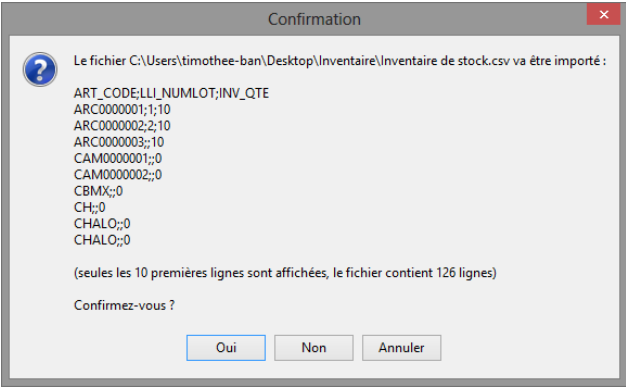 Confirmation
Le fichier C:\Users\timothee-ban\Desktop\Inventaire\Inventaire de stock.csv va être importé :
ART_CODE;LLI_NUMLOT;INV_QTE
ARC0000001;1;10
ARC0000002;2;10
ARC0000003;;10
CAM0000001;;0
CAM0000002;;0
CBMX;;0
CH;;0
CHALO;;0
CHALO;;0
(seules les 10 premières lignes sont affichées, le fichier contient 126 lignes)
Confirmez-vous ?
Oui Non Annuler